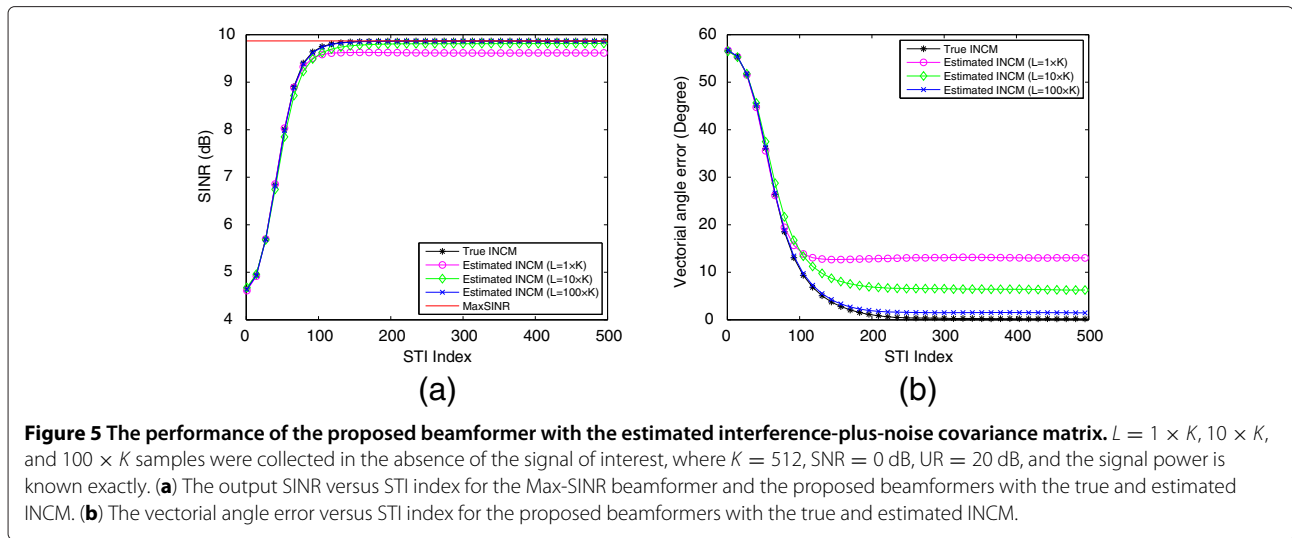 10
9
8
7
6
5
4
SINR (dB)
True INCM
Estimated INCM (L=1×K)
Estimated INCM (L=10×K)
Estimated INCM (L=100×K)
MaxSINR
0 100 200 300 400 500
STI Index
(a)
60
50
40
30
20
10
0
Vectorial angle error (Degree)
True INCM
Estimated INCM (L=1×K)
Estimated INCM (L=10×K)
Estimated INCM (L=100×K)
0 100 200 300 400 500
STI Index
(b)
Figure 5 The performance of the proposed beamformer with the estimated interference-plus-noise covariance matrix. L = 1 × K, 10 × K,
and 100 × K samples were collected in the absence of the signal of interest, where K = 512, SNR = 0 dB, UR = 20 dB, and the signal power is
known exactly. (a) The output SINR versus STI index for the Max-SINR beamformer and the proposed beamformers with the true and estimated
INCM. (b) The vectorial angle error versus STI index for the proposed beamformers with the true and estimated INCM.